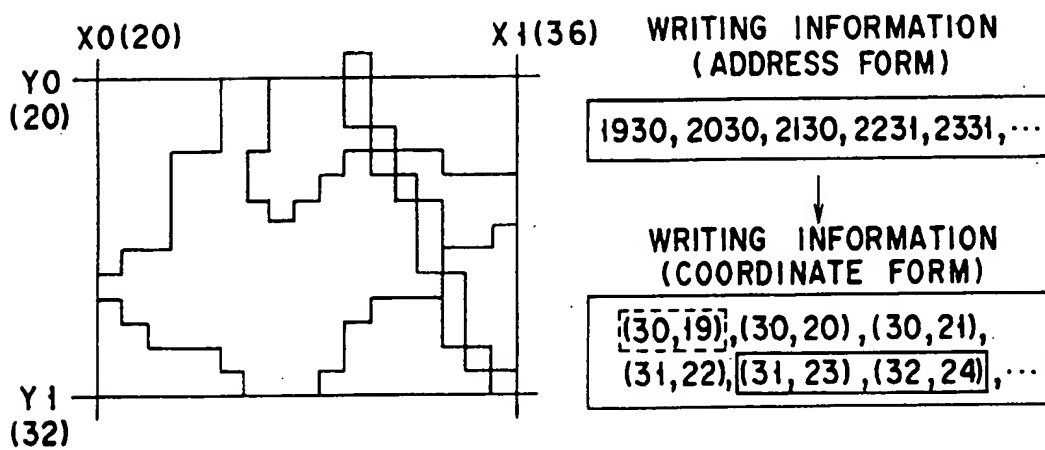 X0(20)
X1(36)
Y0
(20)
Y1
(32)
WRITING INFORMATION
(ADDRESS FORM)
1930, 2030, 2130, 2231, 2331, ···
WRITING INFORMATION
(COORDINATE FORM)
(30,19), (30,20), (30,21),
(31,22), (31,23), (32,24), ···